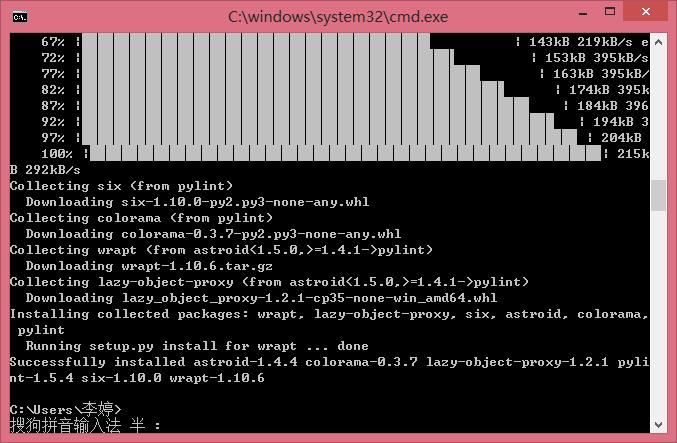 C:\windows\system32\cmd.exe
67% | | 143kB 219kB/s e
72% | | 153kB 395kB/s
77% | | 163kB 395kB/
82% | | 174kB 395k
87% | | 184kB 396
92% | | 194kB 3
97% | | 204kB
100% | | 215k
B 292kB/s
Collecting six (from pylint)
Downloading six-1.10.0-py2.py3-none-any.whl
Collecting colorama (from pylint)
Downloading colorama-0.3.7-py2.py3-none-any.whl
Collecting wrapt (from astroid<1.5.0,>=1.4.1->pylint)
Downloading wrapt-1.10.6.tar.gz
Collecting lazy-object-proxy (from astroid<1.5.0,>=1.4.1->pylint)
Downloading lazy_object_proxy-1.2.1-cp35-none-win_amd64.whl
Installing collected packages: wrapt, lazy-object-proxy, six, astroid, colorama,
pylint
Running setup.py install for wrapt ... done
Successfully installed astroid-1.4.4 colorama-0.3.7 lazy-object-proxy-1.2.1 pyli
nt-1.5.4 six-1.10.0 wrapt-1.10.6
C:\Users\李婷>
搜狗拼音输入法 半 :